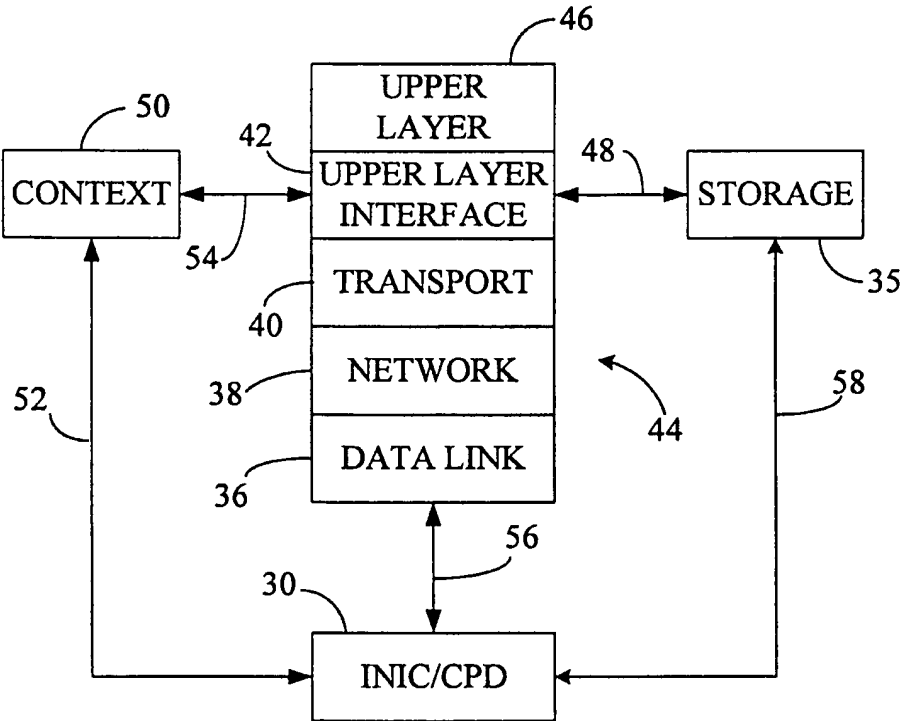 46
UPPER
LAYER
50
42
48
CONTEXT
UPPER LAYER
INTERFACE
STORAGE
54
35
TRANSPORT
40
NETWORK
38
52
58
44
DATA LINK
36
56
30
INIC/CPD